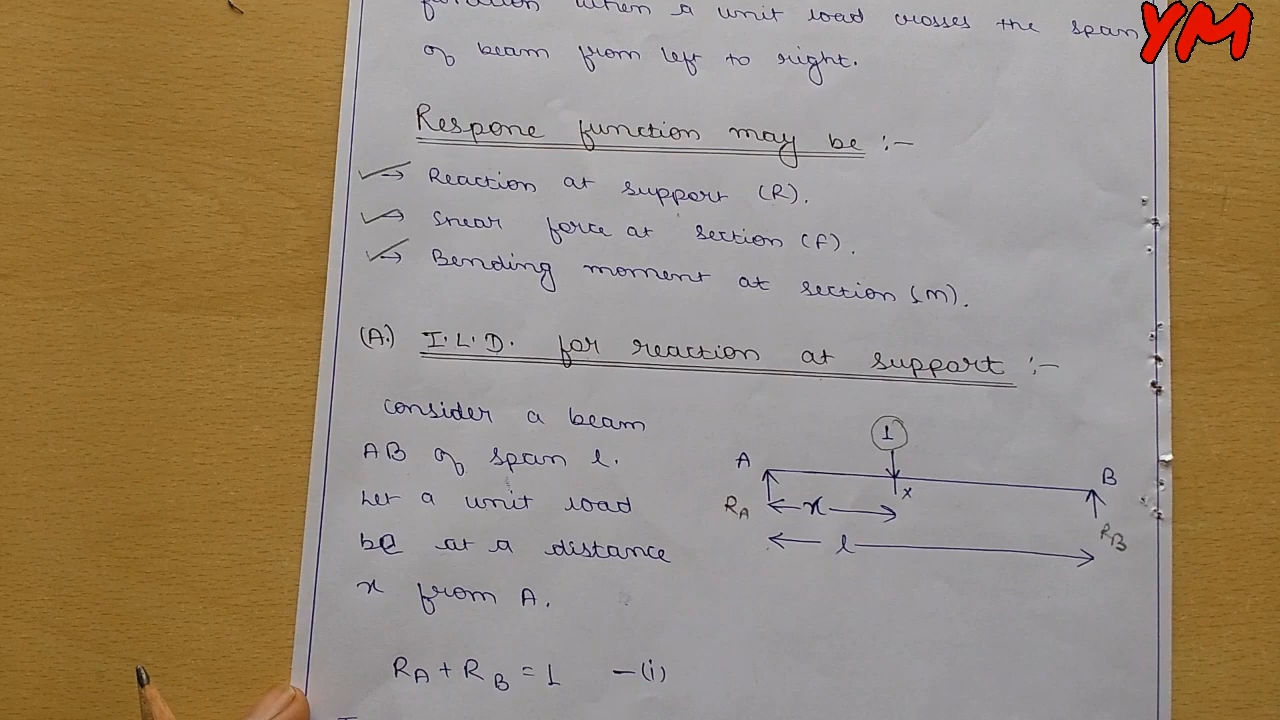 function when a unit load crosses the span
of beam from left to right.
Respone function may be :-
Reaction at support (R).
Shear force at section (F).
Bending moment at section (M).
(A.) I.L.D. for reaction at support :-
Consider a beam
AB of span l.
Let a unit load
be at a distance
x from A.
RA + RB = 1 -(i)
1
A
B
x
RA
x
RB
l
YM